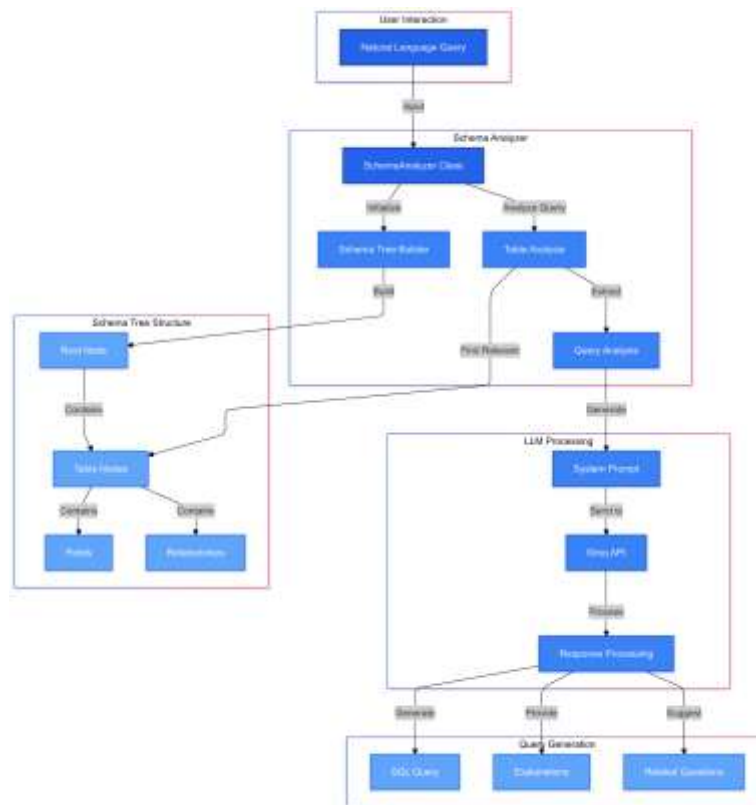 User Interaction
Natural Language Query
Input
Schema Analyzer
SchemaAnalyzer Class
Initialize
Analyze Query
Schema Tree Builder
Table Analysis
Build
Extract
Schema Tree Structure
Root Node
Find Relevant
Query Analysis
Contains
Generate
LLM Processing
Table Nodes
System Prompt
Contains
Contains
Send to
Fields
Relationships
Groq API
Process
Response Processing
Generate
Provide
Suggest
Query Generation
SQL Query
Explanations
Related Questions